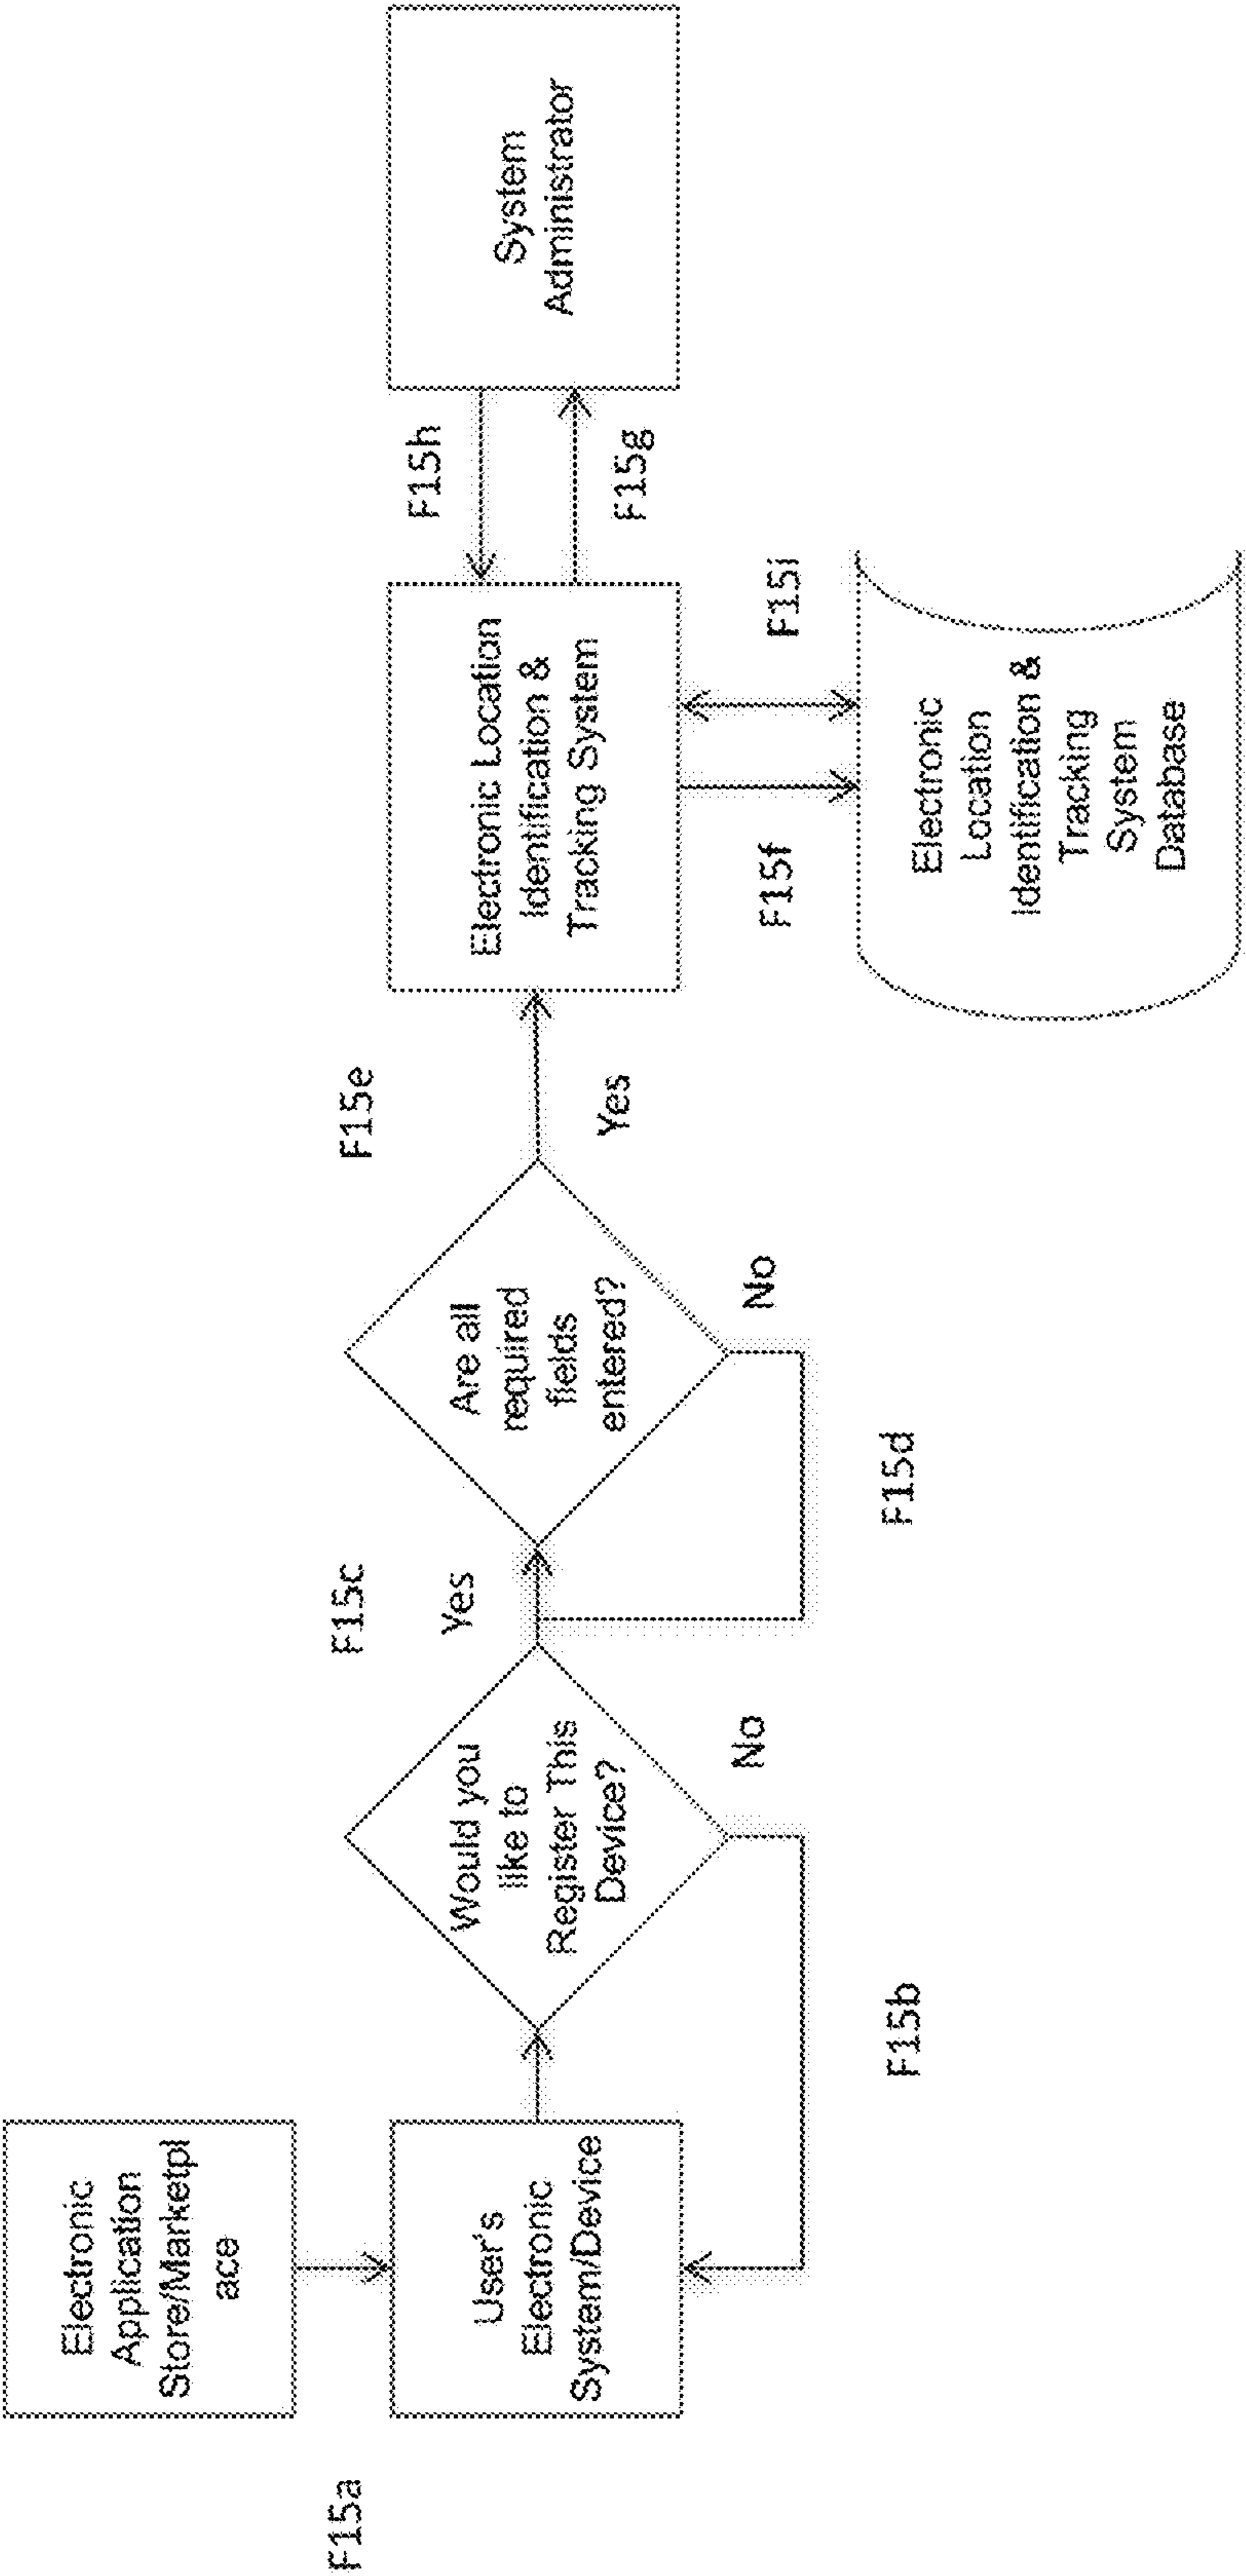 F15a
Electronic
Application
Store/Marketpl
ace
User's
Electronic
System/Device
F15b
Would you
like to
Register This
Device?
No
F15c
Yes
Are all
required
fields
entered?
No
F15d
F15e
Yes
Electronic Location
Identification &
Tracking System
F15f
F15i
Electronic
Location
Identification &
Tracking
System
Database
F15h
F15g
System
Administrator